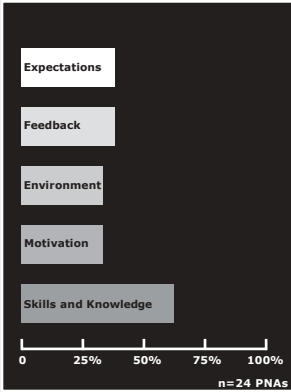 Expectations
Feedback
Environment
Motivation
Skills and Knowledge
0 25% 50% 75% 100%
n=24 PNAs